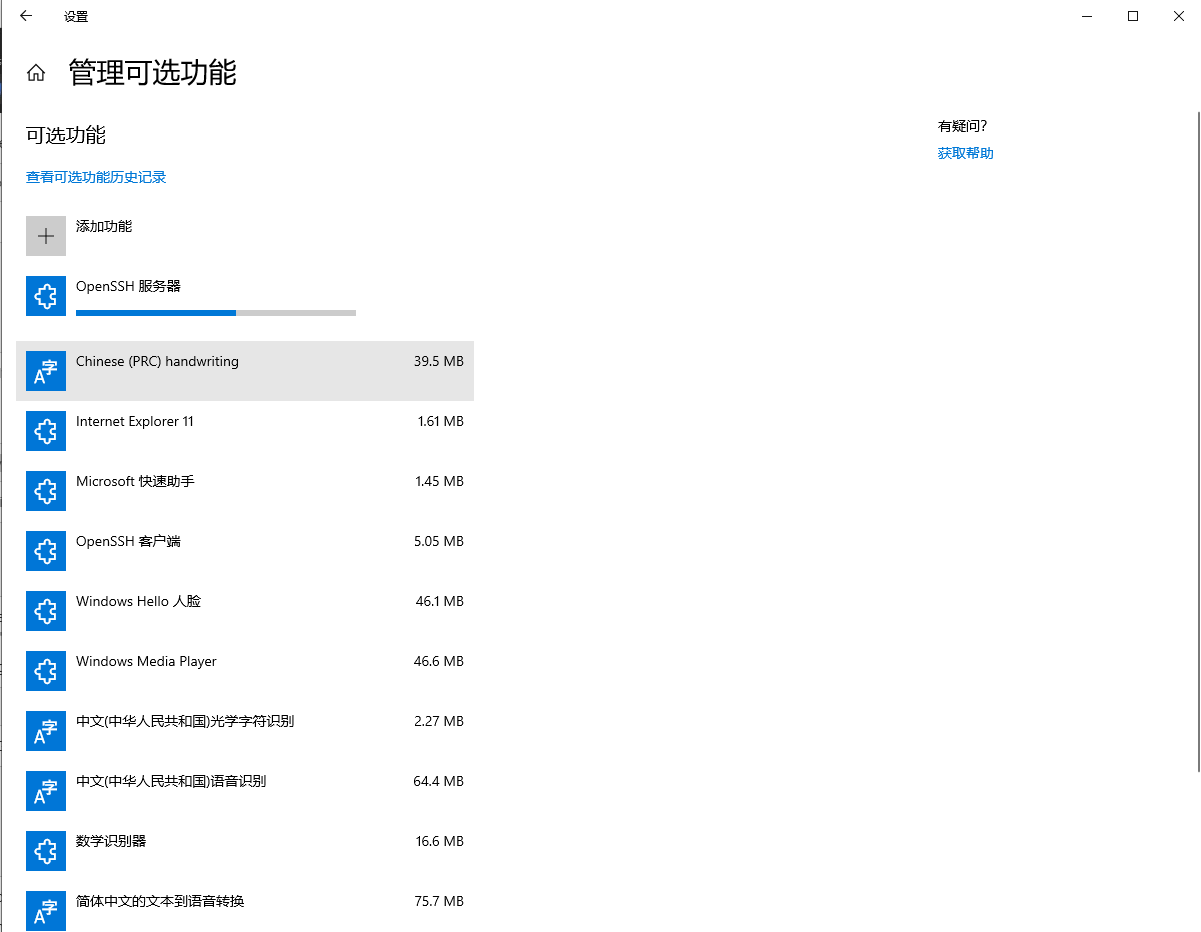 设置
管理可选功能
可选功能
查看可选功能历史记录
添加功能
OpenSSH 服务器
Chinese (PRC) handwriting 39.5 MB
Internet Explorer 11 1.61 MB
Microsoft 快速助手 1.45 MB
OpenSSH 客户端 5.05 MB
Windows Hello 人脸 46.1 MB
Windows Media Player 46.6 MB
中文(中华人民共和国)光学字符识别 2.27 MB
中文(中华人民共和国)语音识别 64.4 MB
数学识别器 16.6 MB
简体中文的文本到语音转换 75.7 MB
有疑问?
获取帮助